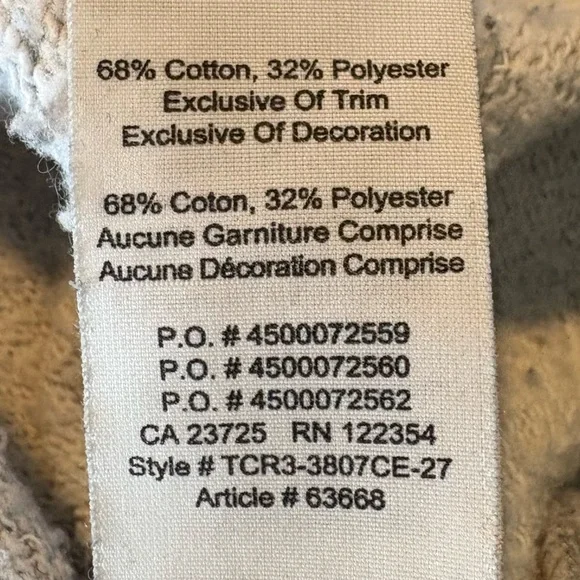 68% Cotton, 32% Polyester
Exclusive Of Trim
Exclusive Of Decoration
68% Coton, 32% Polyester
Aucune Garniture Comprise
Aucune Décoration Comprise
P.O. # 4500072559
P.O. # 4500072560
P.O. # 4500072562
CA 23725 RN 122354
Style # TCR3-3807CE-27
Article # 63668